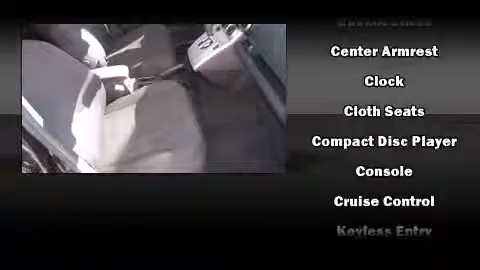 Center Armrest
Clock
Cloth Seats
Compact Disc Player
Console
Cruise Control
Keyless Entry